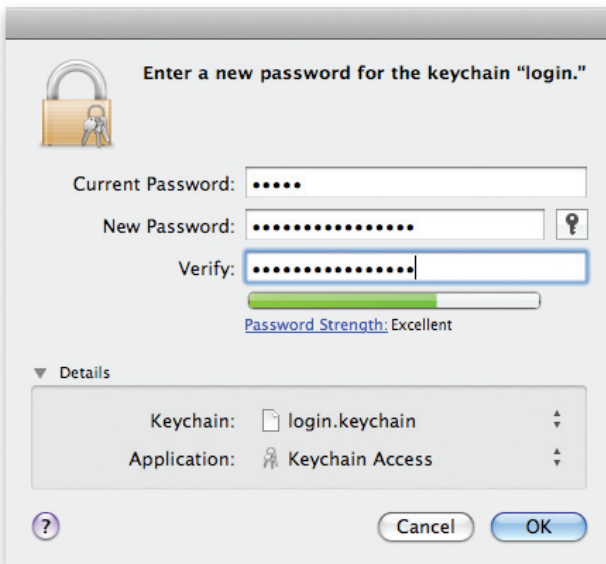 Enter a new password for the keychain “login.”
Current Password: •••••
New Password: ••••••••••••••••
Verify: ••••••••••••••••
Password Strength: Excellent
Details
Keychain: login.keychain
Application: Keychain Access
? Cancel OK